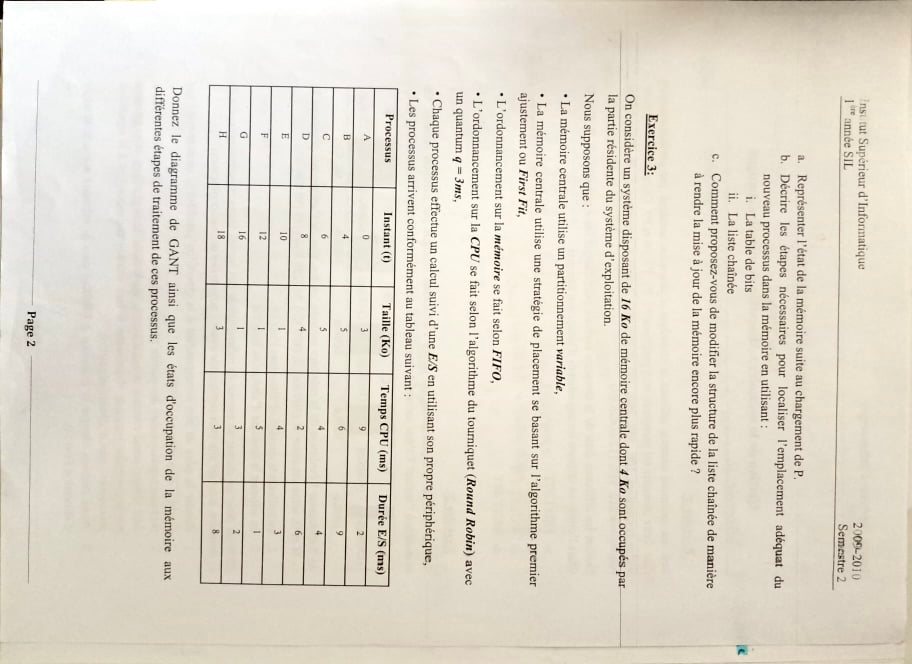 Institut Supérieur d'Informatique
2009-2010
1ère année SIL
Semestre 2
a. Représenter l'état de la mémoire suite au chargement de P.
b. Décrire les étapes nécessaires pour localiser l'emplacement adéquat du
nouveau processus dans la mémoire en utilisant :
i. La table de bits
ii. La liste chaînée
c. Comment proposez-vous de modifier la structure de la liste chaînée de manière
à rendre la mise à jour de la mémoire encore plus rapide ?
Exercice 3:
On considère un système disposant de 16 Ko de mémoire centrale dont 4 Ko sont occupés par
la partie résidente du système d'exploitation.
Nous supposons que :
• La mémoire centrale utilise un partitionnement variable,
• La mémoire centrale utilise une stratégie de placement se basant sur l'algorithme premier
ajustement ou First Fit,
• L'ordonnancement sur la mémoire se fait selon FIFO,
• L'ordonnancement sur la CPU se fait selon l'algorithme du tourniquet (Round Robin) avec
un quantum q = 3ms,
• Chaque processus effectue un calcul suivi d'une E/S en utilisant son propre périphérique,
• Les processus arrivent conformément au tableau suivant :
Processus Instant (t) Taille (Ko) Temps CPU (ms) Durée E/S (ms)
A 0 3 9 2
B 4 5 6 9
C 6 5 4 4
D 8 4 2 6
E 10 1 4 3
F 12 1 5 1
G 16 1 3 2
H 18 3 3 8
Donnez le diagramme de GANT ainsi que les états d'occupation de la mémoire aux
différentes étapes de traitement de ces processus.
Page 2